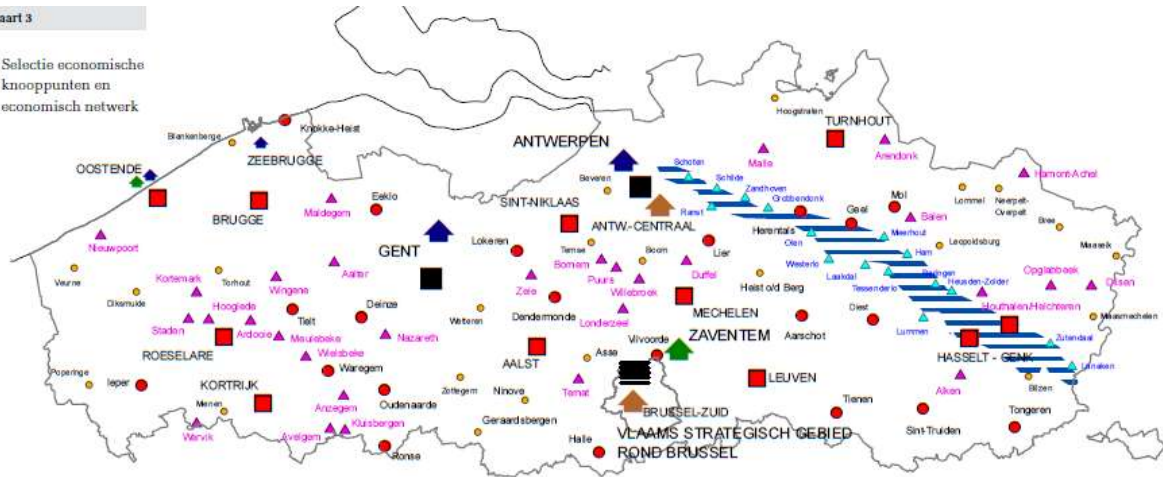 aart 3
Selectie economische
knooppunten en
economisch netwerk
Hoogstraten
Blankenberge
Knokke-Heist
TURNHOUT
ANTWERPEN
ZEEBRUGGE
Malle
Arendonk
OOSTENDE
Schoten
Hamont-Achel
Beveren
Schilde
Zandhoven
Mol
Lommel
Neerpelt-
Overpelt
Maldegem
Eeklo
SINT-NIKLAAS
Grobbendonk
BRUGGE
Ranst
Geel
Balen
Bree
ANTW.-CENTRAAL
Herentals
Nieuwpoort
GENT
Lokeren
Temse
Boom
Lier
Olen
Meerhout
Leopoldsburg
Maaseik
Kortemark
Aalter
Bornem
Ham
Torhout
Puurs
Duffel
Westerlo
Opglabbeek
Veurne
Wingene
Zele
Willebroek
Heist o/d Berg
Laakdal
Beringen
Heusden-Zolder
Dilsen
Diksmuide
Hooglede
Deinze
Tessenderlo
Wetteren
Dendermonde
Londerzeel
MECHELEN
Diest
Houthalen/Helchteren
Staden
Ardooie
Tielt
Meulebeke
Nazareth
Vilvoorde
ZAVENTEM
Aarschot
Lummen
Maasmechelen
ROESELARE
Wielsbeke
AALST
Asse
Zutendaal
HASSELT - GENK
Poperinge
Waregem
Lanaken
Ieper
KORTRIJK
Zottegem
Ninove
Ternat
LEUVEN
Alken
Bilzen
Menen
Anzegem
Oudenaarde
Geraardsbergen
BRUSSEL-ZUID
Tienen
Tongeren
Wervik
Avelgem
Kluisbergen
VLAAMS STRATEGISCH GEBIED
ROND BRUSSEL
Sint-Truiden
Halle
Ronse